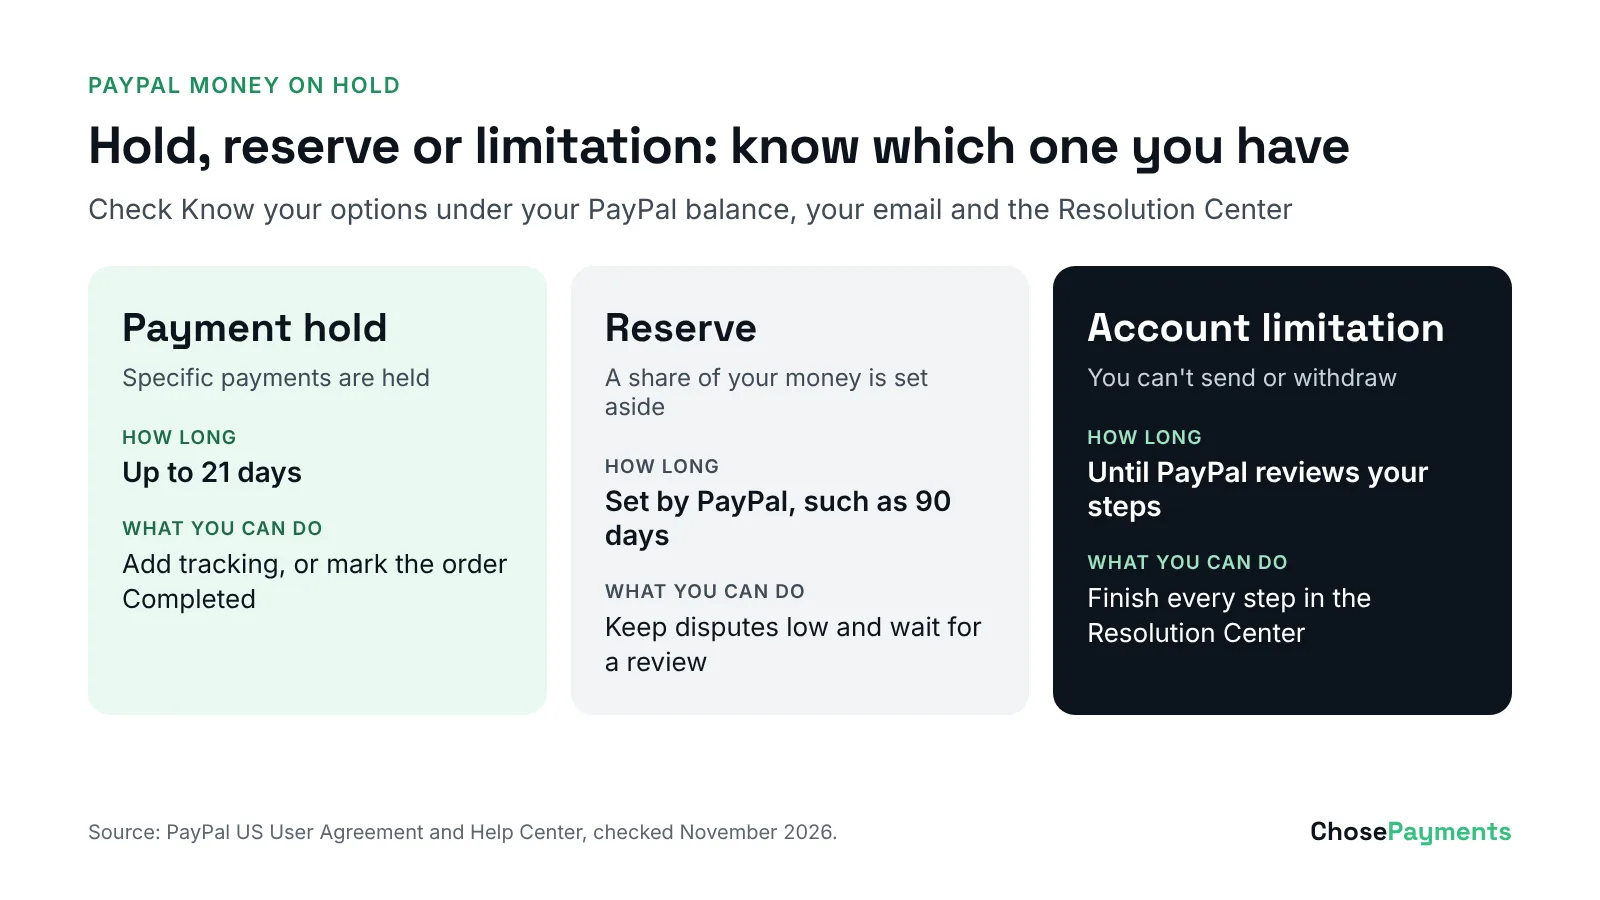 PAYPAL MONEY ON HOLD
Hold, reserve or limitation: know which one you have
Check Know your options under your PayPal balance, your email and the Resolution Center
Payment hold
Specific payments are held
HOW LONG
Up to 21 days
WHAT YOU CAN DO
Add tracking, or mark the order
Completed
Reserve
A share of your money is set
aside
HOW LONG
Set by PayPal, such as 90
days
WHAT YOU CAN DO
Keep disputes low and wait for
a review
Account limitation
You can't send or withdraw
HOW LONG
Until PayPal reviews your
steps
WHAT YOU CAN DO
Finish every step in the
Resolution Center
Source: PayPal US User Agreement and Help Center, checked November 2026.
ChosePayments